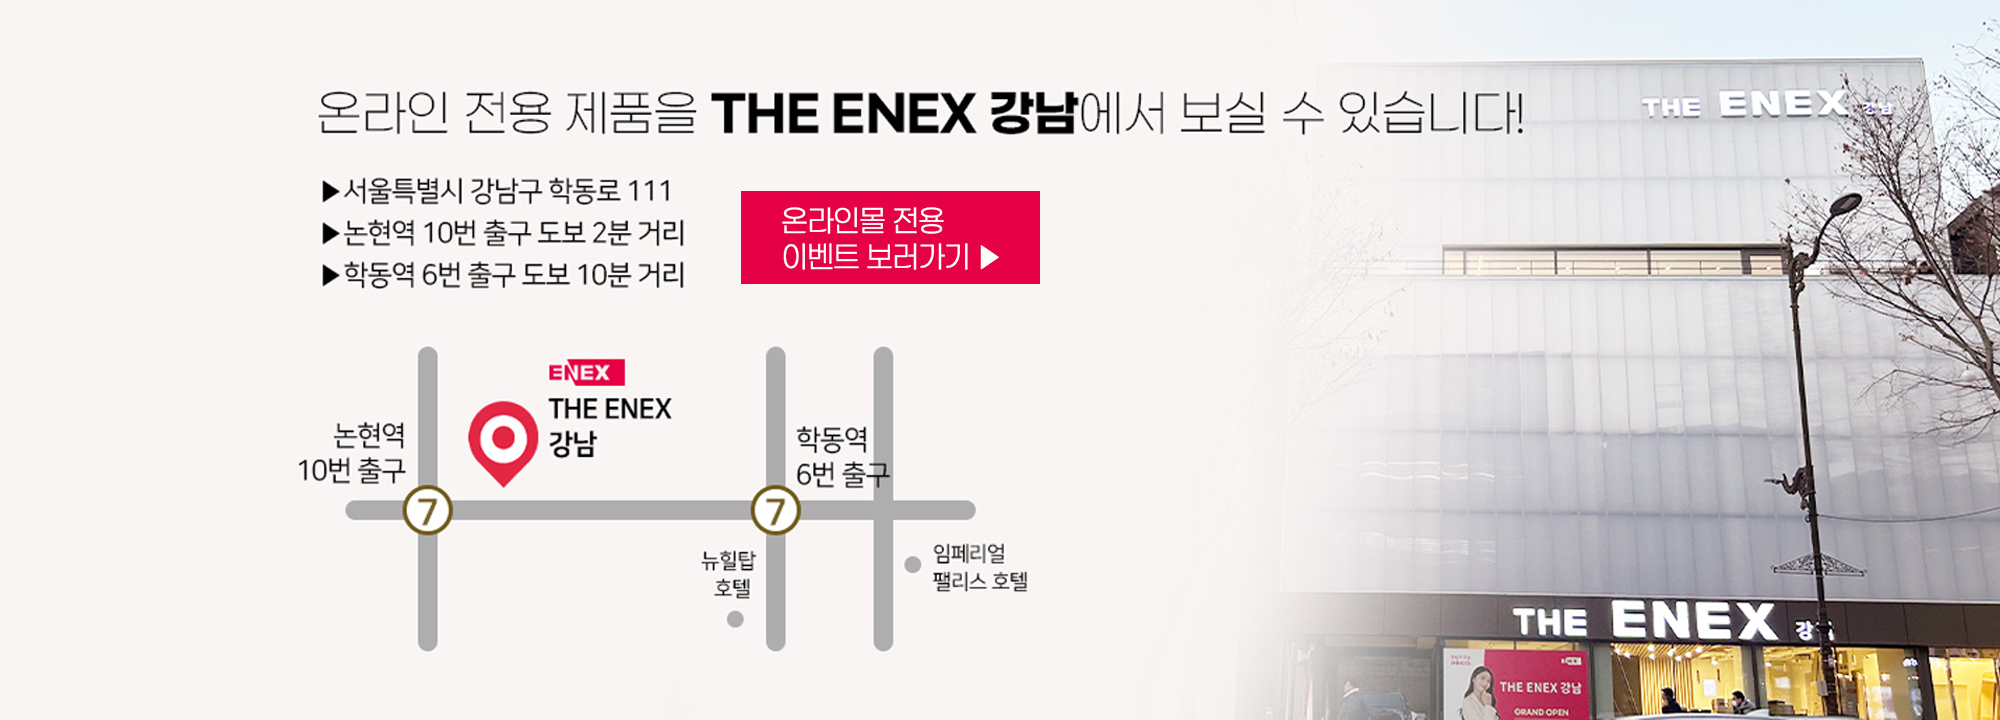 온라인 전용 제품을 THE ENEX 강남에서 보실 수 있습니다!
▶서울특별시 강남구 학동로 111
▶논현역 10번 출구 도보 2분 거리
▶학동역 6번 출구 도보 10분 거리
온라인몰 전용
이벤트 보러가기 ▶
ENEX
THE ENEX
강남
논현역
10번 출구
7
학동역
6번 출구
7
뉴힐탑
호텔
임페리얼
팰리스 호텔
THE ENEX 강남
THE ENEX 강남
THE ENEX 강남
GRAND OPEN